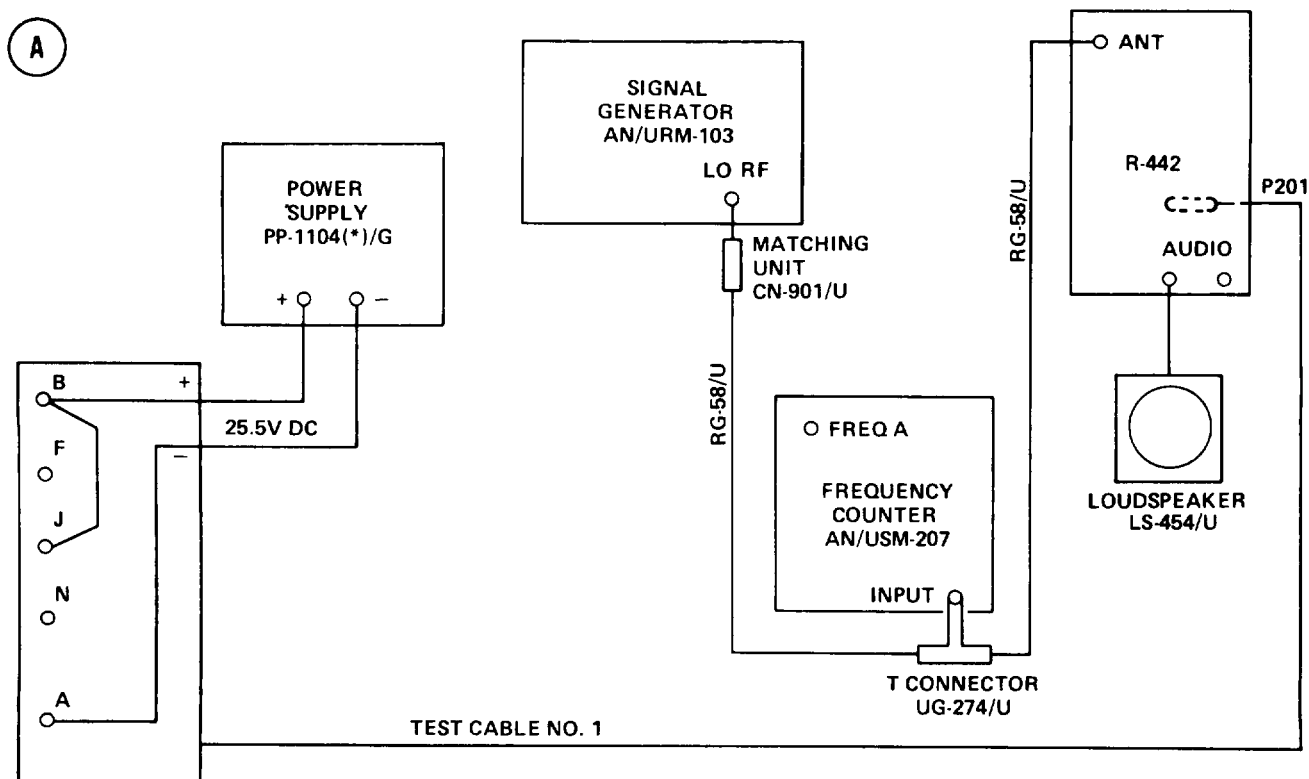 A
POWER
SUPPLY
PP-1104(*)/G
+
–
SIGNAL
GENERATOR
AN/URM-103
LO RF
MATCHING
UNIT
CN-901/U
RG-58/U
FREQ A
FREQUENCY
COUNTER
AN/USM-207
INPUT
T CONNECTOR
UG-274/U
RG-58/U
ANT
R-442
P201
AUDIO
LOUDSPEAKER
LS-454/U
B
+
25.5V DC
–
F
J
N
A
TEST CABLE NO. 1